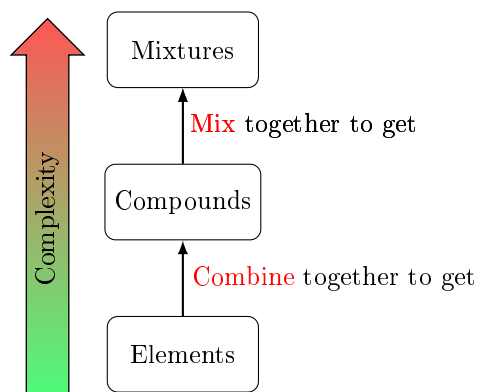 Mixtures
Mix together to get
Complexity
Compounds
Combine together to get
Elements